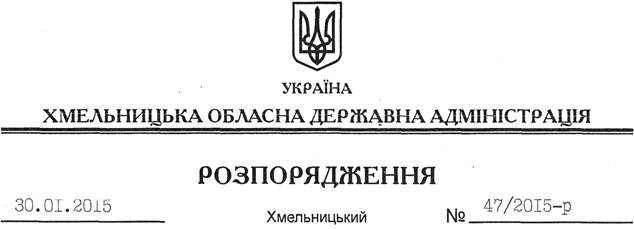 УКРАЇНА
ХМЕЛЬНИЦЬКА ОБЛАСНА ДЕРЖАВНА АДМІНІСТРАЦІЯ
РОЗПОРЯДЖЕННЯ
30.01.2015 Хмельницький № 47/2015-р